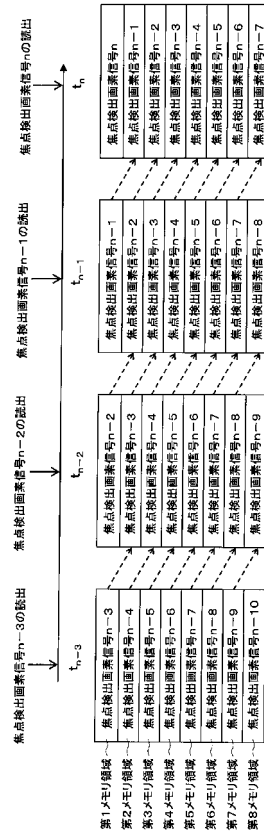 焦点検出画素信号n−3の読出
焦点検出画素信号n−2の読出
焦点検出画素信号n−1の読出
焦点検出画素信号nの読出
tn−3
tn−2
tn−1
tn
第1メモリ領域
焦点検出画素信号n−3
焦点検出画素信号n−2
焦点検出画素信号n−1
焦点検出画素信号n
第2メモリ領域
焦点検出画素信号n−4
焦点検出画素信号n−3
焦点検出画素信号n−2
焦点検出画素信号n−1
第3メモリ領域
焦点検出画素信号n−5
焦点検出画素信号n−4
焦点検出画素信号n−3
焦点検出画素信号n−2
第4メモリ領域
焦点検出画素信号n−6
焦点検出画素信号n−5
焦点検出画素信号n−4
焦点検出画素信号n−3
第5メモリ領域
焦点検出画素信号n−7
焦点検出画素信号n−6
焦点検出画素信号n−5
焦点検出画素信号n−4
第6メモリ領域
焦点検出画素信号n−8
焦点検出画素信号n−7
焦点検出画素信号n−6
焦点検出画素信号n−5
第7メモリ領域
焦点検出画素信号n−9
焦点検出画素信号n−8
焦点検出画素信号n−7
焦点検出画素信号n−6
第8メモリ領域
焦点検出画素信号n−10
焦点検出画素信号n−9
焦点検出画素信号n−8
焦点検出画素信号n−7